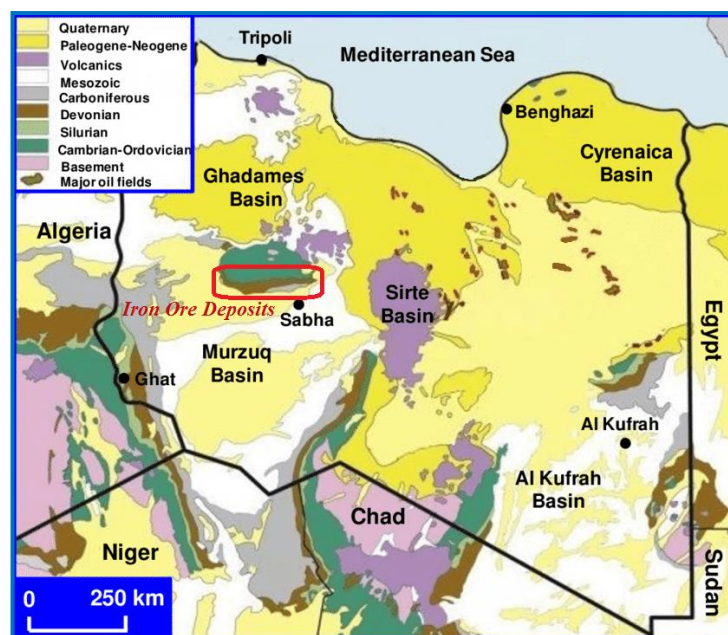 Quaternary
Paleogene-Neogene
Volcanics
Mesozoic
Carboniferous
Devonian
Silurian
Cambrian-Ordovician
Basement
Major oil fields
Tripoli
Mediterranean Sea
Benghazi
Cyrenaica
Basin
Ghadames
Basin
Algeria
Iron Ore Deposits
Sabha
Sirte
Basin
Egypt
Murzuq
Basin
Ghat
Al Kufrah
Al Kufrah
Basin
Chad
Niger
Sudan
0
250 km